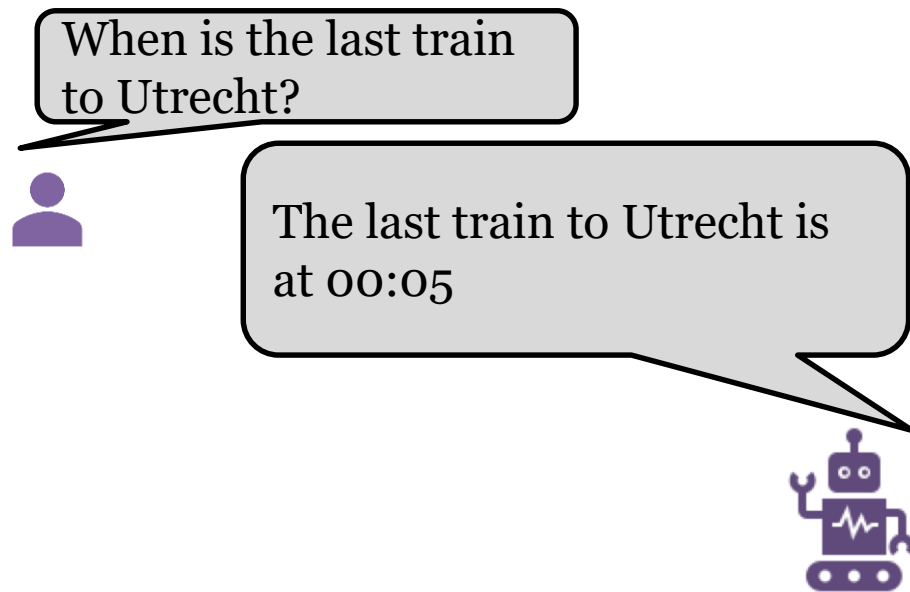 When is the last train
to Utrecht?
The last train to Utrecht is
at 00:05